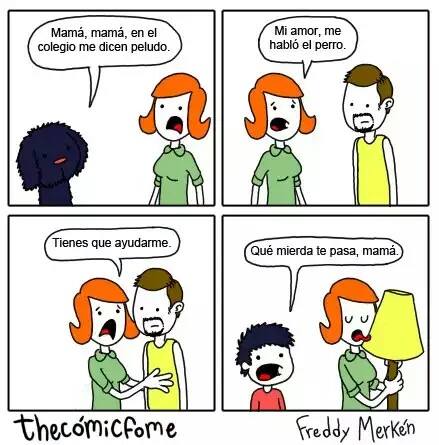 Mamá, mamá, en el
colegio me dicen peludo.
Mi amor, me
habló el perro.
Tienes que ayudarme.
Qué mierda te pasa, mamá.
thecómicfome
Freddy Merkén